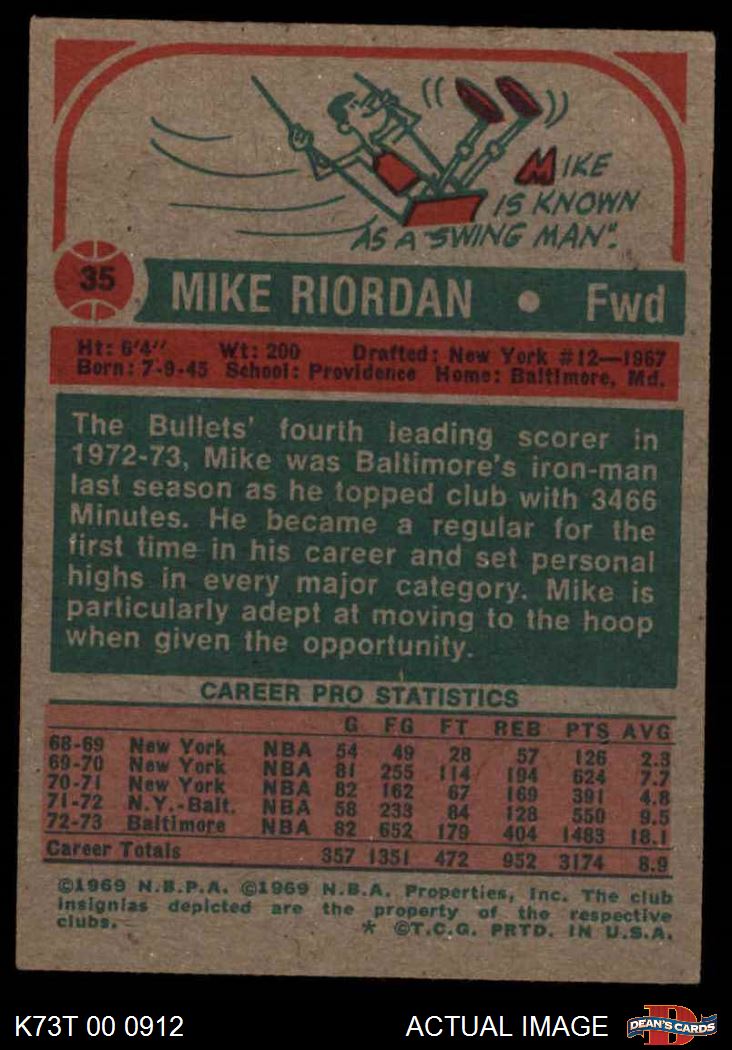 MIKE
IS KNOWN
AS A "SWING MAN".
35
MIKE RIORDAN • Fwd
Ht: 6'4" Wt: 200 Drafted: New York #12—1967
Born: 7-9-45 School: Providence Home: Baltimore, Md.
The Bullets' fourth leading scorer in
1972-73, Mike was Baltimore's iron-man
last season as he topped club with 3466
Minutes. He became a regular for the
first time in his career and set personal
highs in every major category. Mike is
particularly adept at moving to the hoop
when given the opportunity.
CAREER PRO STATISTICS
G FG FT REB PTS AVG
68-69 New York NBA 54 49 28 57 126 2.3
69-70 New York NBA 81 255 114 194 624 7.7
70-71 New York NBA 82 162 67 169 391 4.8
71-72 N.Y.-Balt. NBA 58 233 84 128 550 9.5
72-73 Baltimore NBA 82 652 179 404 1483 18.1
Career Totals 357 1351 472 952 3174 8.9
©1969 N.B.P.A. ©1969 N.B.A. Properties, Inc. The club
insignias depicted are the property of the respective
clubs. * ©T.C.G. PRTD. IN U.S.A.
K73T 00 0912 ACTUAL IMAGE D DEAN'S CARDS